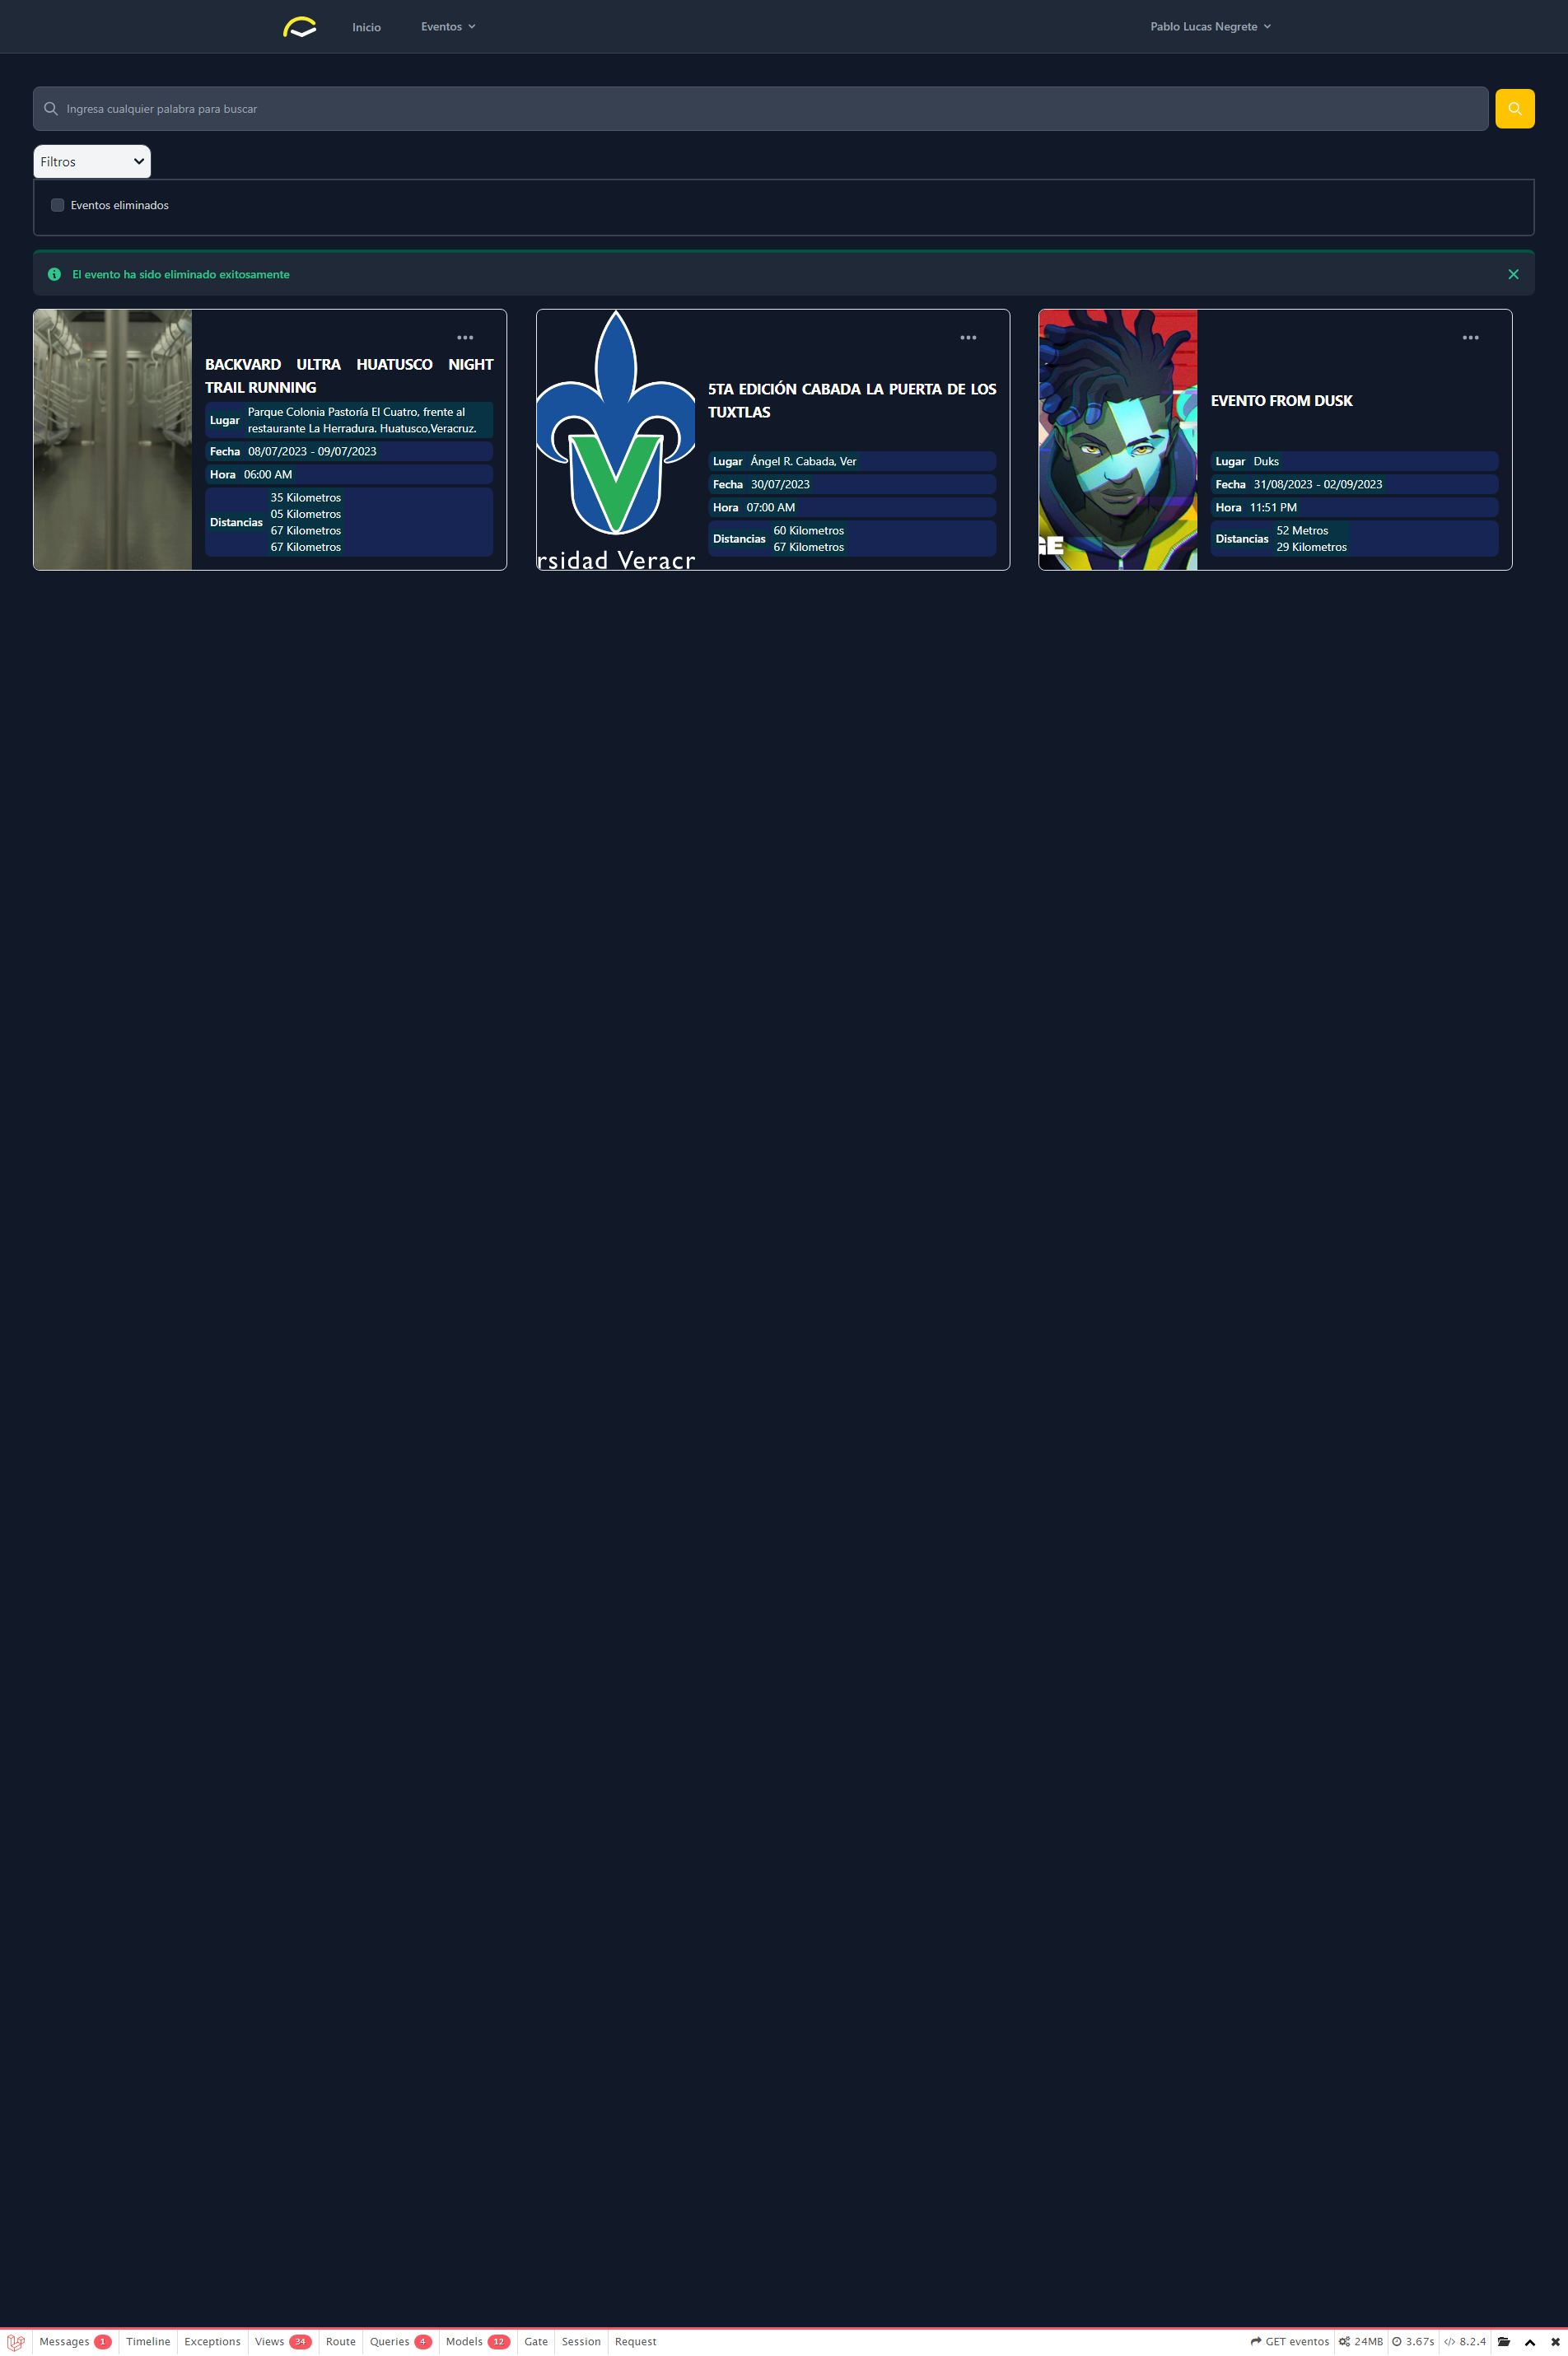 Inicio
Eventos
Pablo Lucas Negrete
Ingresa cualquier palabra para buscar
Filtros
Eventos eliminados
El evento ha sido eliminado exitosamente
BACKVARD ULTRA HUATUSCO NIGHT
TRAIL RUNNING
Lugar
Parque Colonia Pastoría El Cuatro, frente al
restaurante La Herradura. Huatusco,Veracruz.
Fecha 08/07/2023 - 09/07/2023
Hora 06:00 AM
Distancias
35 Kilometros
05 Kilometros
67 Kilometros
67 Kilometros
rsidad Veracr
5TA EDICIÓN CABADA LA PUERTA DE LOS
TUXTLAS
Lugar Ángel R. Cabada, Ver
Fecha 30/07/2023
Hora 07:00 AM
Distancias
60 Kilometros
67 Kilometros
GE
EVENTO FROM DUSK
Lugar Duks
Fecha 31/08/2023 - 02/09/2023
Hora 11:51 PM
Distancias
52 Metros
29 Kilometros
Messages 1 Timeline Exceptions Views 34 Route Queries 4 Models 12 Gate Session Request GET eventos 24MB 3.67s 8.2.4